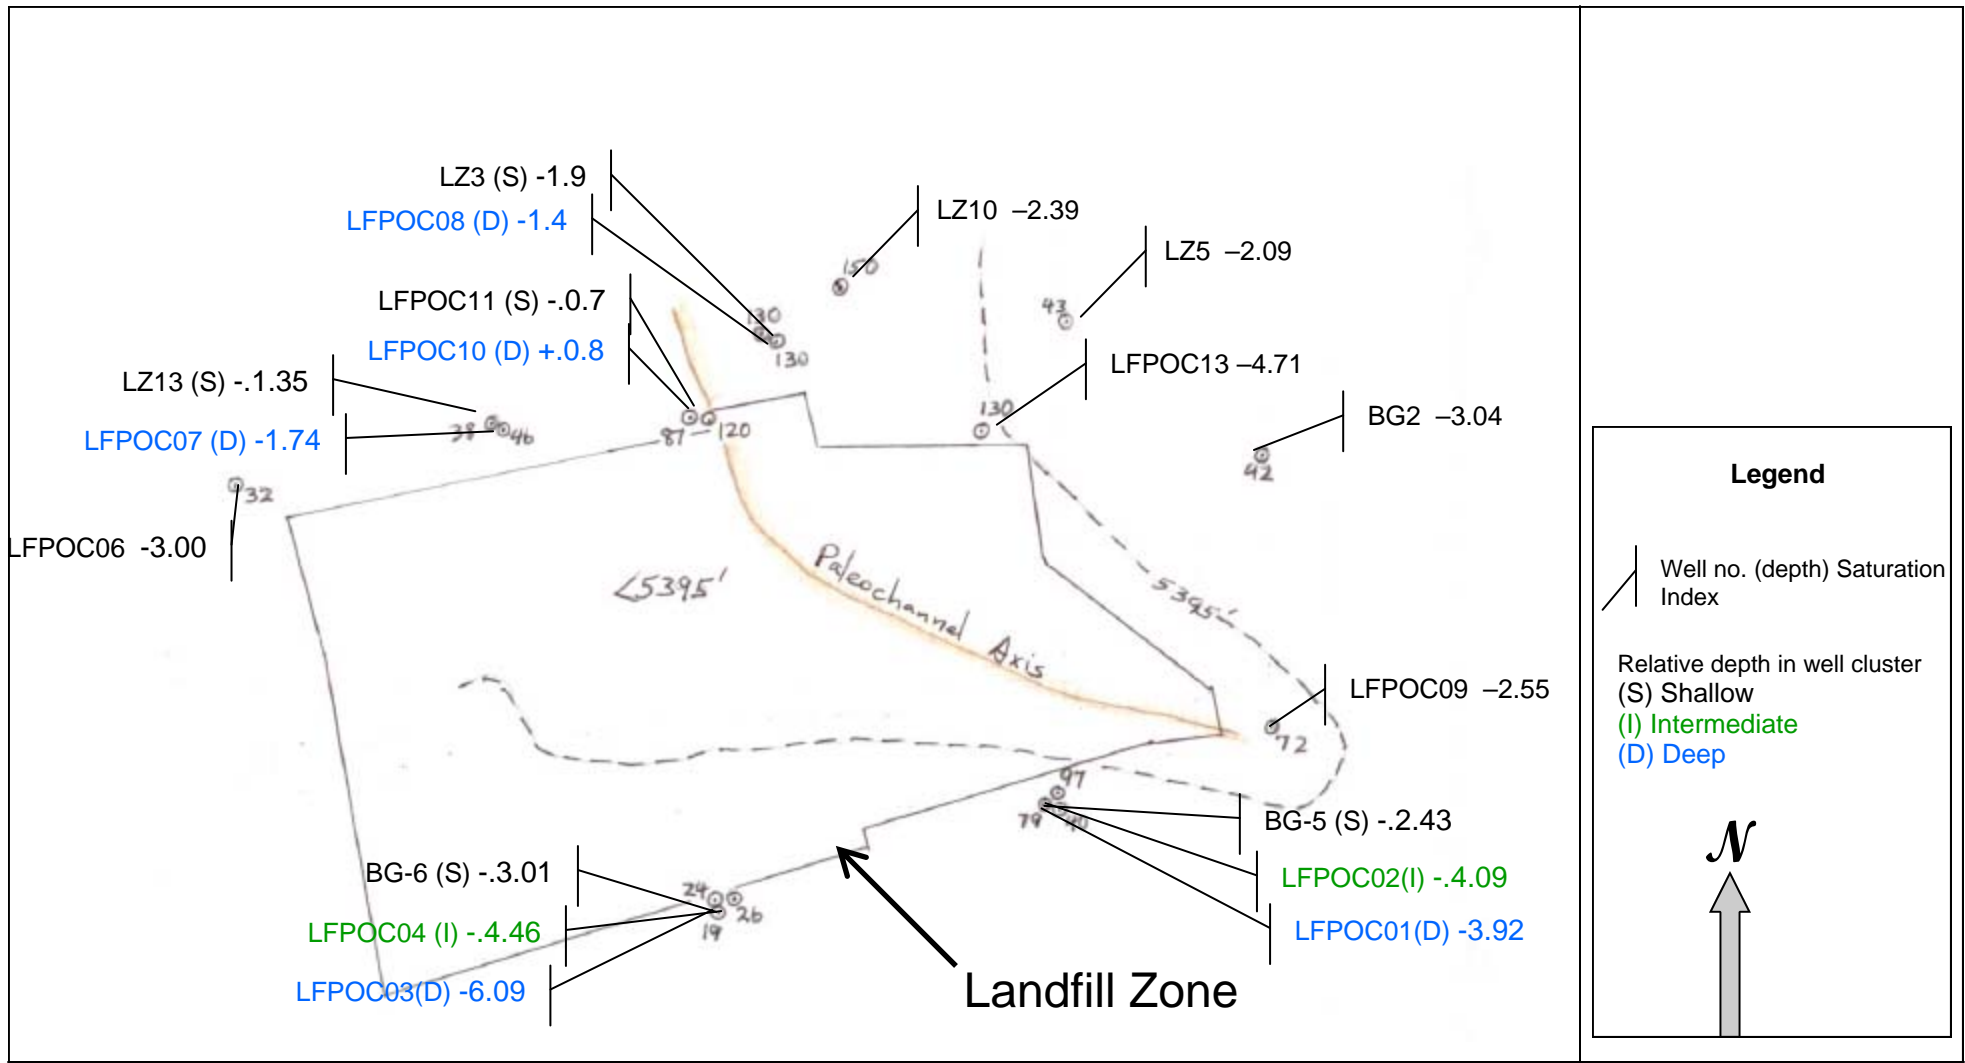 LZ3 (S) -1.9
LFPOC08 (D) -1.4
LZ10 –2.39
LZ5 –2.09
150
43
LFPOC11 (S) -.0.7
130
LFPOC10 (D) +.0.8
130
LFPOC13 –4.71
LZ13 (S) -.1.35
130
BG2 –3.04
LFPOC07 (D) -1.74
38
46
87
120
92
32
LFPOC06 -3.00
<5395'
Paleochannel Axis
5395'
LFPOC09 –2.55
72
97
79
BG-5 (S) -.2.43
BG-6 (S) -.3.01
LFPOC02(I) -.4.09
24
26
19
LFPOC04 (I) -.4.46
LFPOC01(D) -3.92
LFPOC03(D) -6.09
Landfill Zone
Legend
Well no. (depth) Saturation
Index
Relative depth in well cluster
(S) Shallow
(I) Intermediate
(D) Deep
N